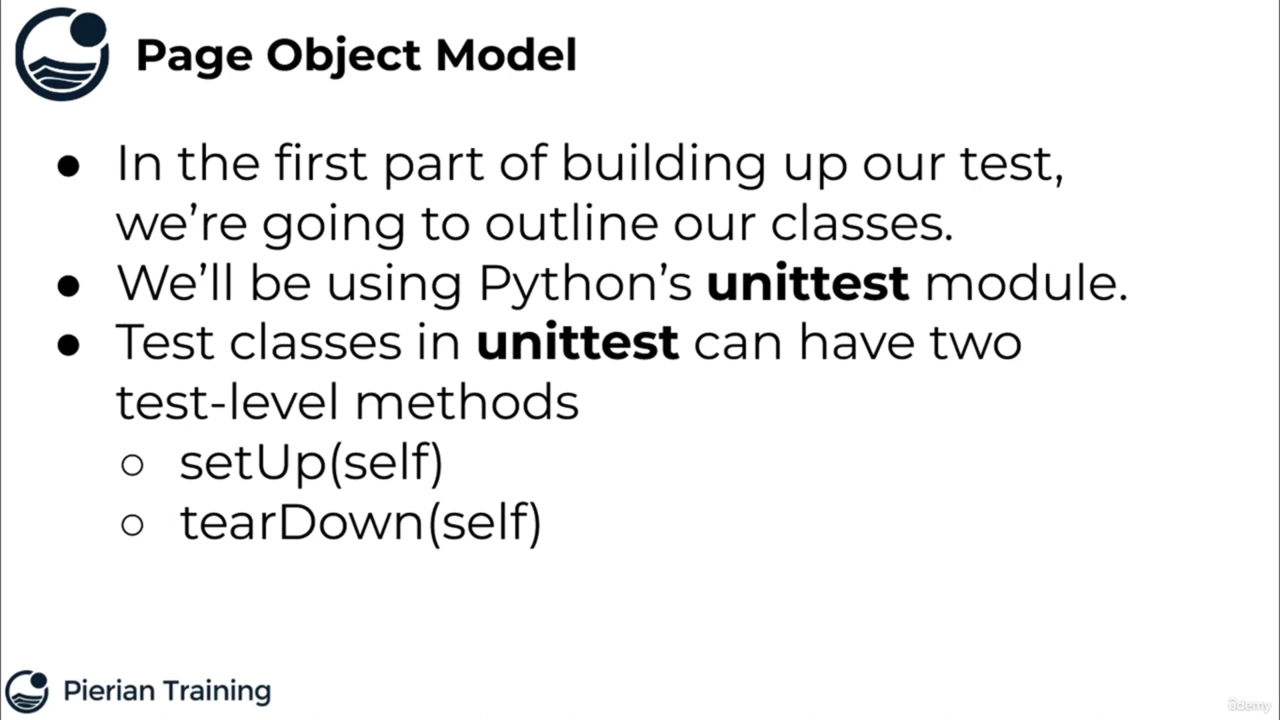 Page Object Model
● In the first part of building up our test,
we’re going to outline our classes.
● We’ll be using Python’s unittest module.
● Test classes in unittest can have two
test-level methods
○ setUp(self)
○ tearDown(self)
Pierian Training
ûdemy